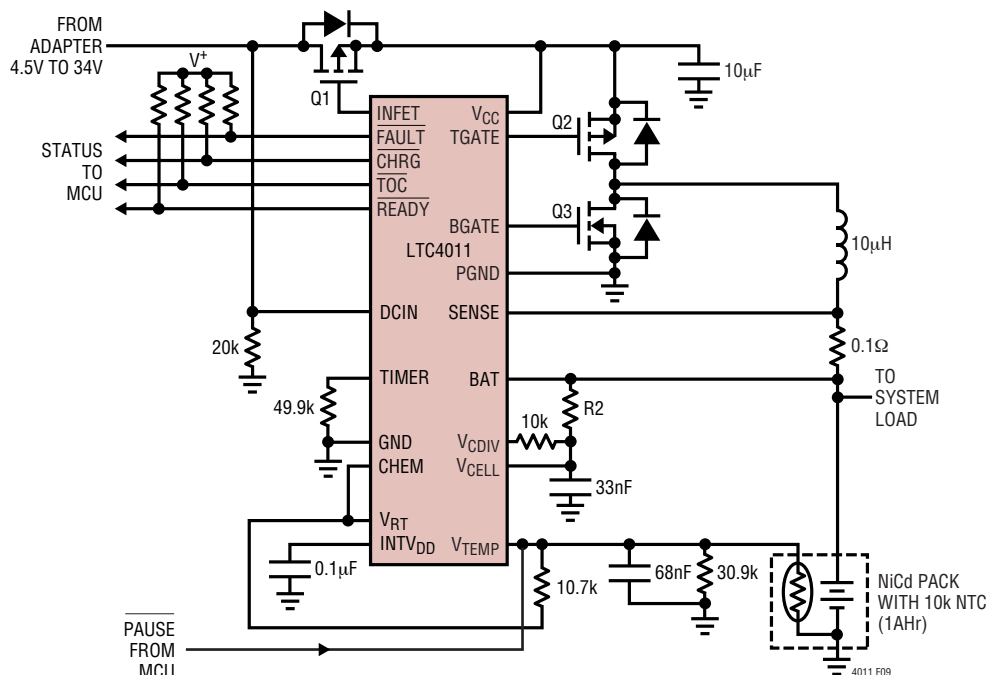 FROM
ADAPTER
4.5V TO 34V
V+
Q1
10µF
INFET
VCC
FAULT
TGATE
Q2
STATUS
TO
MCU
CHRG
TOC
READY
BGATE
Q3
LTC4011
PGND
10µH
DCIN
SENSE
20k
0.1Ω
TIMER
BAT
TO
SYSTEM
LOAD
49.9k
10k
R2
GND
VCDIV
CHEM
VCELL
33nF
VRT
INTVDD
VTEMP
0.1µF
10.7k
68nF
30.9k
NiCd PACK
WITH 10k NTC
(1AHr)
PAUSE
FROM
MCU
4011 F09